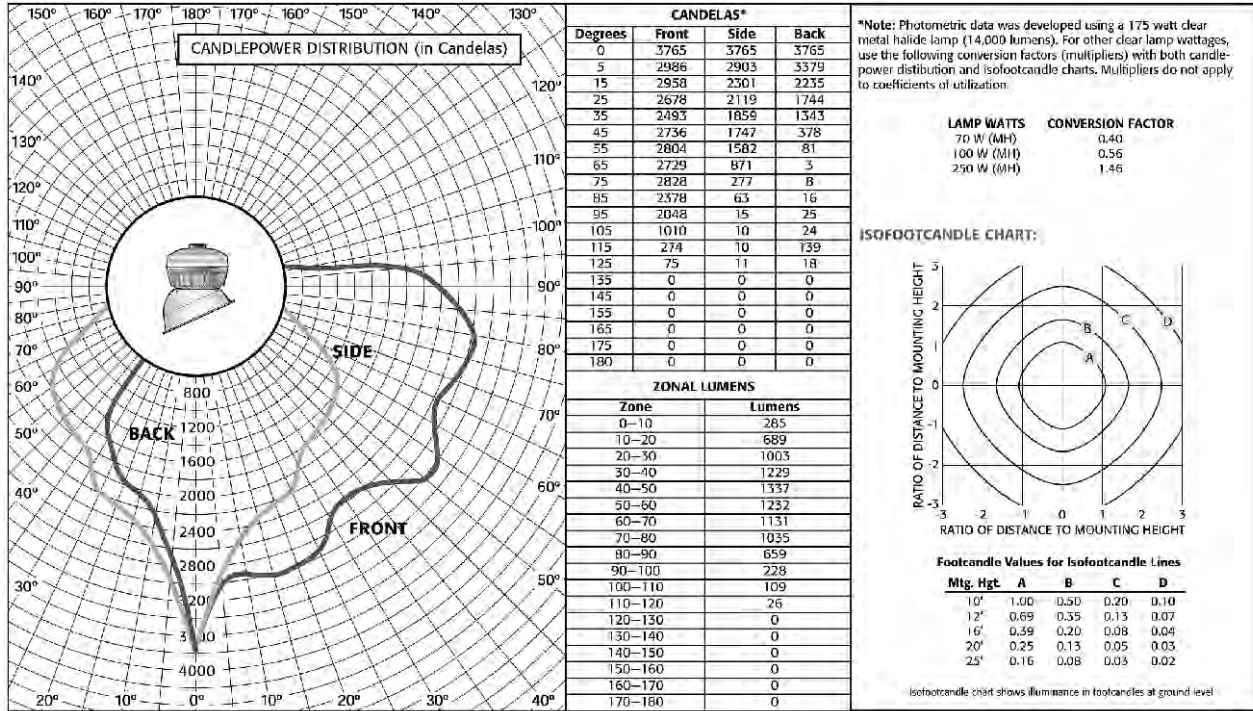 150° 160° 170° 180° 170° 160° 150° 140° 130°
CANDLEPOWER DISTRIBUTION (in Candelas)
140°
130°
120°
110°
100°
90°
80°
70°
60°
50°
40°
30°
20° 10° 0° 10° 20° 30° 40°
120°
110°
100°
90°
80°
70°
60°
50°
SIDE
BACK
FRONT
800
1200
1600
2000
2400
2800
4000
CANDELAS*
Degrees Front Side Back
0 3765 3765 3765
5 2986 2903 3379
15 2958 2301 2235
25 2678 2119 1744
35 2493 1859 1343
45 2736 1747 378
55 2804 1582 81
65 2729 871 3
75 2828 277 8
85 2378 63 16
95 2048 15 25
105 1010 10 24
115 274 10 139
125 75 11 18
135 0 0 0
145 0 0 0
155 0 0 0
165 0 0 0
175 0 0 0
180 0 0 0
ZONAL LUMENS
Zone Lumens
0–10 285
10–20 689
20–30 1003
30–40 1229
40–50 1337
50–60 1232
60–70 1131
70–80 1035
80–90 659
90–100 228
100–110 109
110–120 26
120–130 0
130–140 0
140–150 0
150–160 0
160–170 0
170–180 0
*Note: Photometric data was developed using a 175 watt clear
metal halide lamp (14,000 lumens). For other clear lamp wattages,
use the following conversion factors (multipliers) with both candle-
power distibution and isofootcandle charts. Multipliers do not apply
to coefficients of utilization.
LAMP WATTS CONVERSION FACTOR
70 W (MH) 0.40
100 W (MH) 0.56
250 W (MH) 1.46
ISOFOOTCANDLE CHART:
RATIO OF DISTANCE TO MOUNTING HEIGHT
RATIO OF DISTANCE TO MOUNTING HEIGHT
3
2
1
0
-1
-2
-3
A
B
C
D
-3 -2 -1 0 1 2 3
RATIO OF DISTANCE TO MOUNTING HEIGHT
Footcandle Values for Isofootcandle Lines
Mtg. Hgt. A B C D
10' 1.00 0.50 0.20 0.10
12' 0.69 0.35 0.13 0.07
16' 0.39 0.20 0.08 0.04
20' 0.25 0.13 0.05 0.03
25' 0.16 0.08 0.03 0.02
Isofootcandle chart shows illuminance in footcandles at ground level